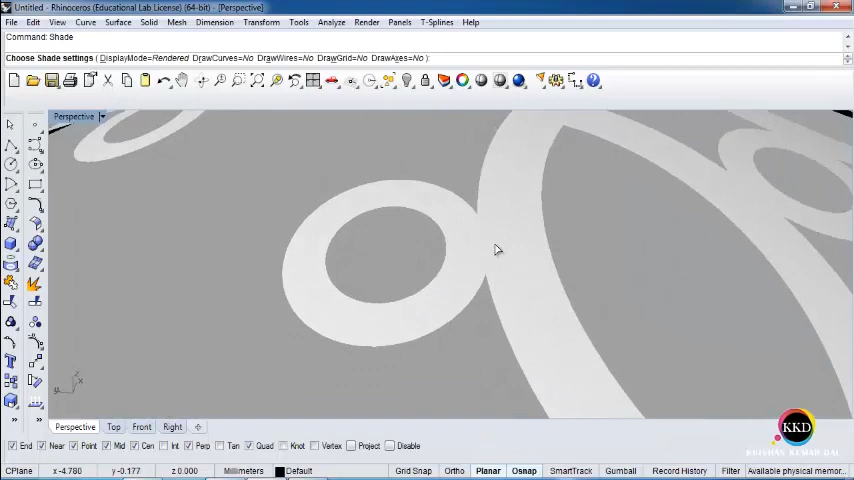 Untitled - Rhinoceros (Educational Lab License) (64-bit) - [Perspective]
File Edit View Curve Surface Solid Mesh Dimension Transform Tools Analyze Render Panels T-Splines Help
Command: Shade
Choose Shade settings ( DisplayMode=Rendered DrawCurves=No DrawWires=No DrawGrid=No DrawAxes=No ):
Perspective
z
x
y
Perspective Top Front Right
KKD
KRISHAN KUMAR DAL
End Near Point Mid Cen Int Perp Tan Quad Knot Vertex Project Disable
CPlane x -4.780 y -0.177 z 0.000 Millimeters Default Grid Snap Ortho Planar Osnap SmartTrack Gumball Record History Filter Available physical memor...